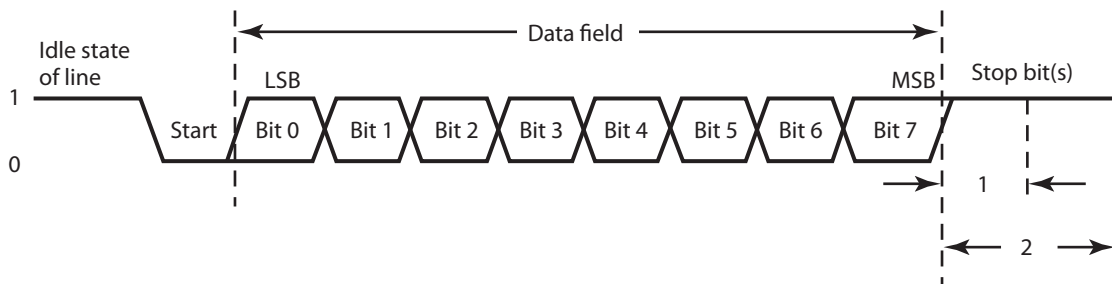 Data field
Idle state
of line
LSB
MSB
Stop bit(s)
1
Start
Bit 0
Bit 1
Bit 2
Bit 3
Bit 4
Bit 5
Bit 6
Bit 7
0
1
2